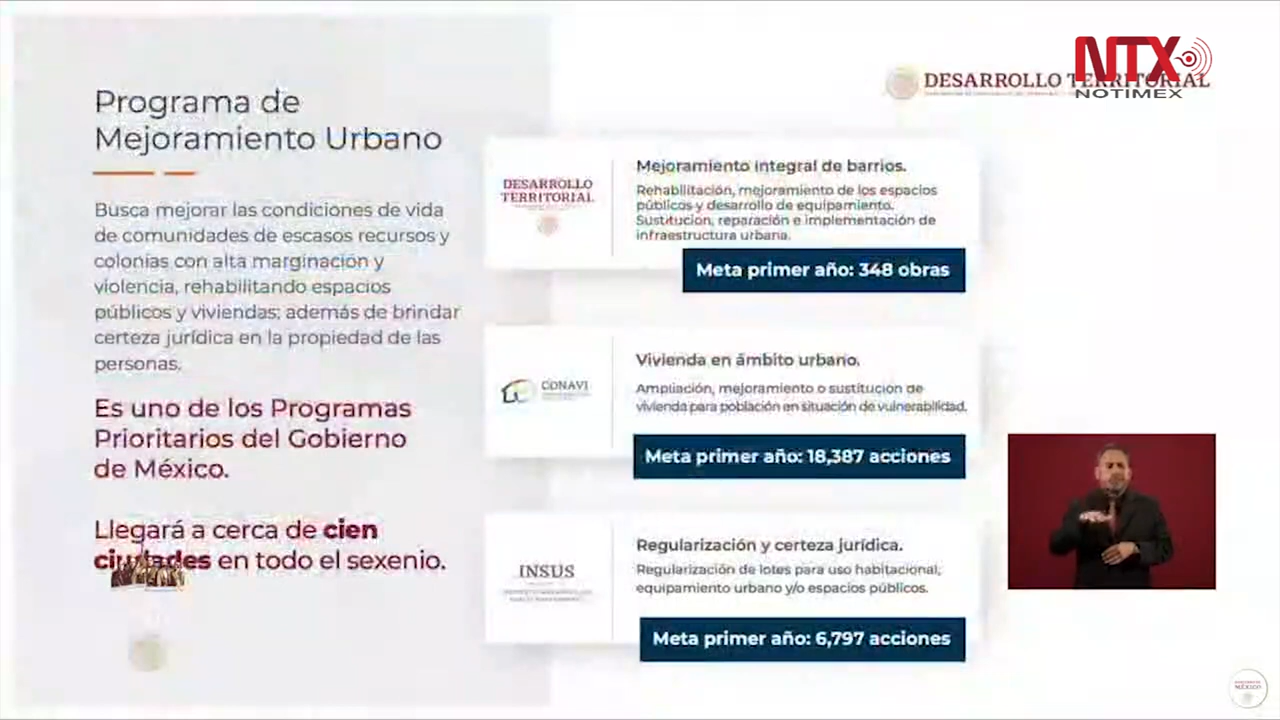 NTX
NOTIMEX
DESARROLLO TERRITORIAL
Programa de
Mejoramiento Urbano
Busca mejorar las condiciones de vida
de comunidades de escasos recursos y
colonias con alta marginación y
violencia, rehabilitando espacios
públicos y viviendas; además de brindar
certeza jurídica en la propiedad de las
personas.
Es uno de los Programas
Prioritarios del Gobierno
de México.
Llegará a cerca de cien
ciudades en todo el sexenio.
DESARROLLO
TERRITORIAL
Mejoramiento integral de barrios.
Rehabilitación, mejoramiento de los espacios
públicos y desarrollo de equipamiento.
Sustitución, reparación e implementación de
infraestructura urbana.
Meta primer año: 348 obras
CONAVI
Vivienda en ámbito urbano.
Ampliación, mejoramiento o sustitución de
vivienda para población en situación de vulnerabilidad.
Meta primer año: 18,387 acciones
INSUS
Regularización y certeza jurídica.
Regularización de lotes para uso habitacional,
equipamiento urbano y/o espacios públicos.
Meta primer año: 6,797 acciones
MÉXICO